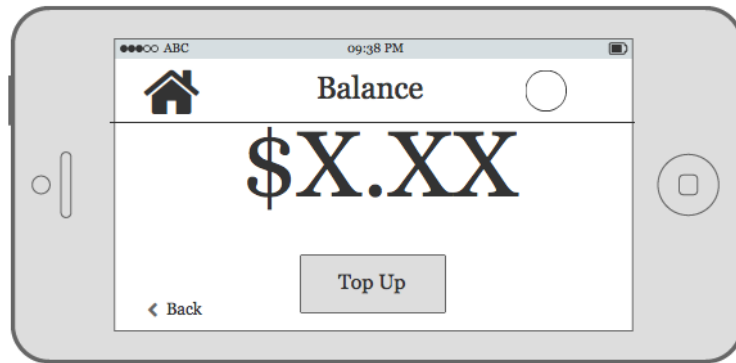 ABC 09:38 PM
Balance
$X.XX
Top Up
Back